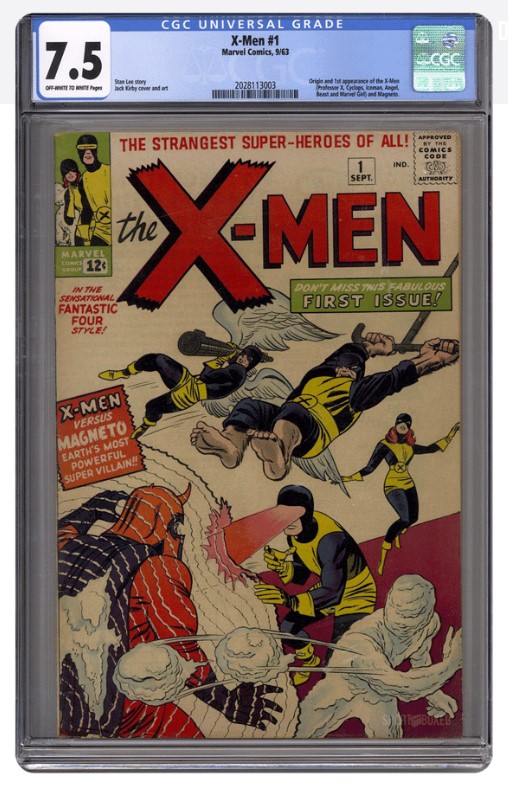 CGC UNIVERSAL GRADE
7.5
OFF-WHITE TO WHITE Pages
X-Men #1
Marvel Comics, 9/63
Stan Lee story
Jack Kirby cover and art
2028113003
Origin and 1st appearance of the X-Men
(Professor X, Cyclops, Iceman, Angel,
Beast and Marvel Girl) and Magneto.
CGC
THE STRANGEST SUPER-HEROES OF ALL!
APPROVED
BY THE
COMICS
CODE
AUTHORITY
1
SEPT.
IND.
MARVEL
COMICS
GROUP
12¢
the X-MEN
DON'T MISS THIS FABULOUS
FIRST ISSUE!
IN THE
SENSATIONAL
FANTASTIC
FOUR
STYLE!
X-MEN
VERSUS
MAGNETO
EARTH'S MOST
POWERFUL
SUPER VILLAIN!!